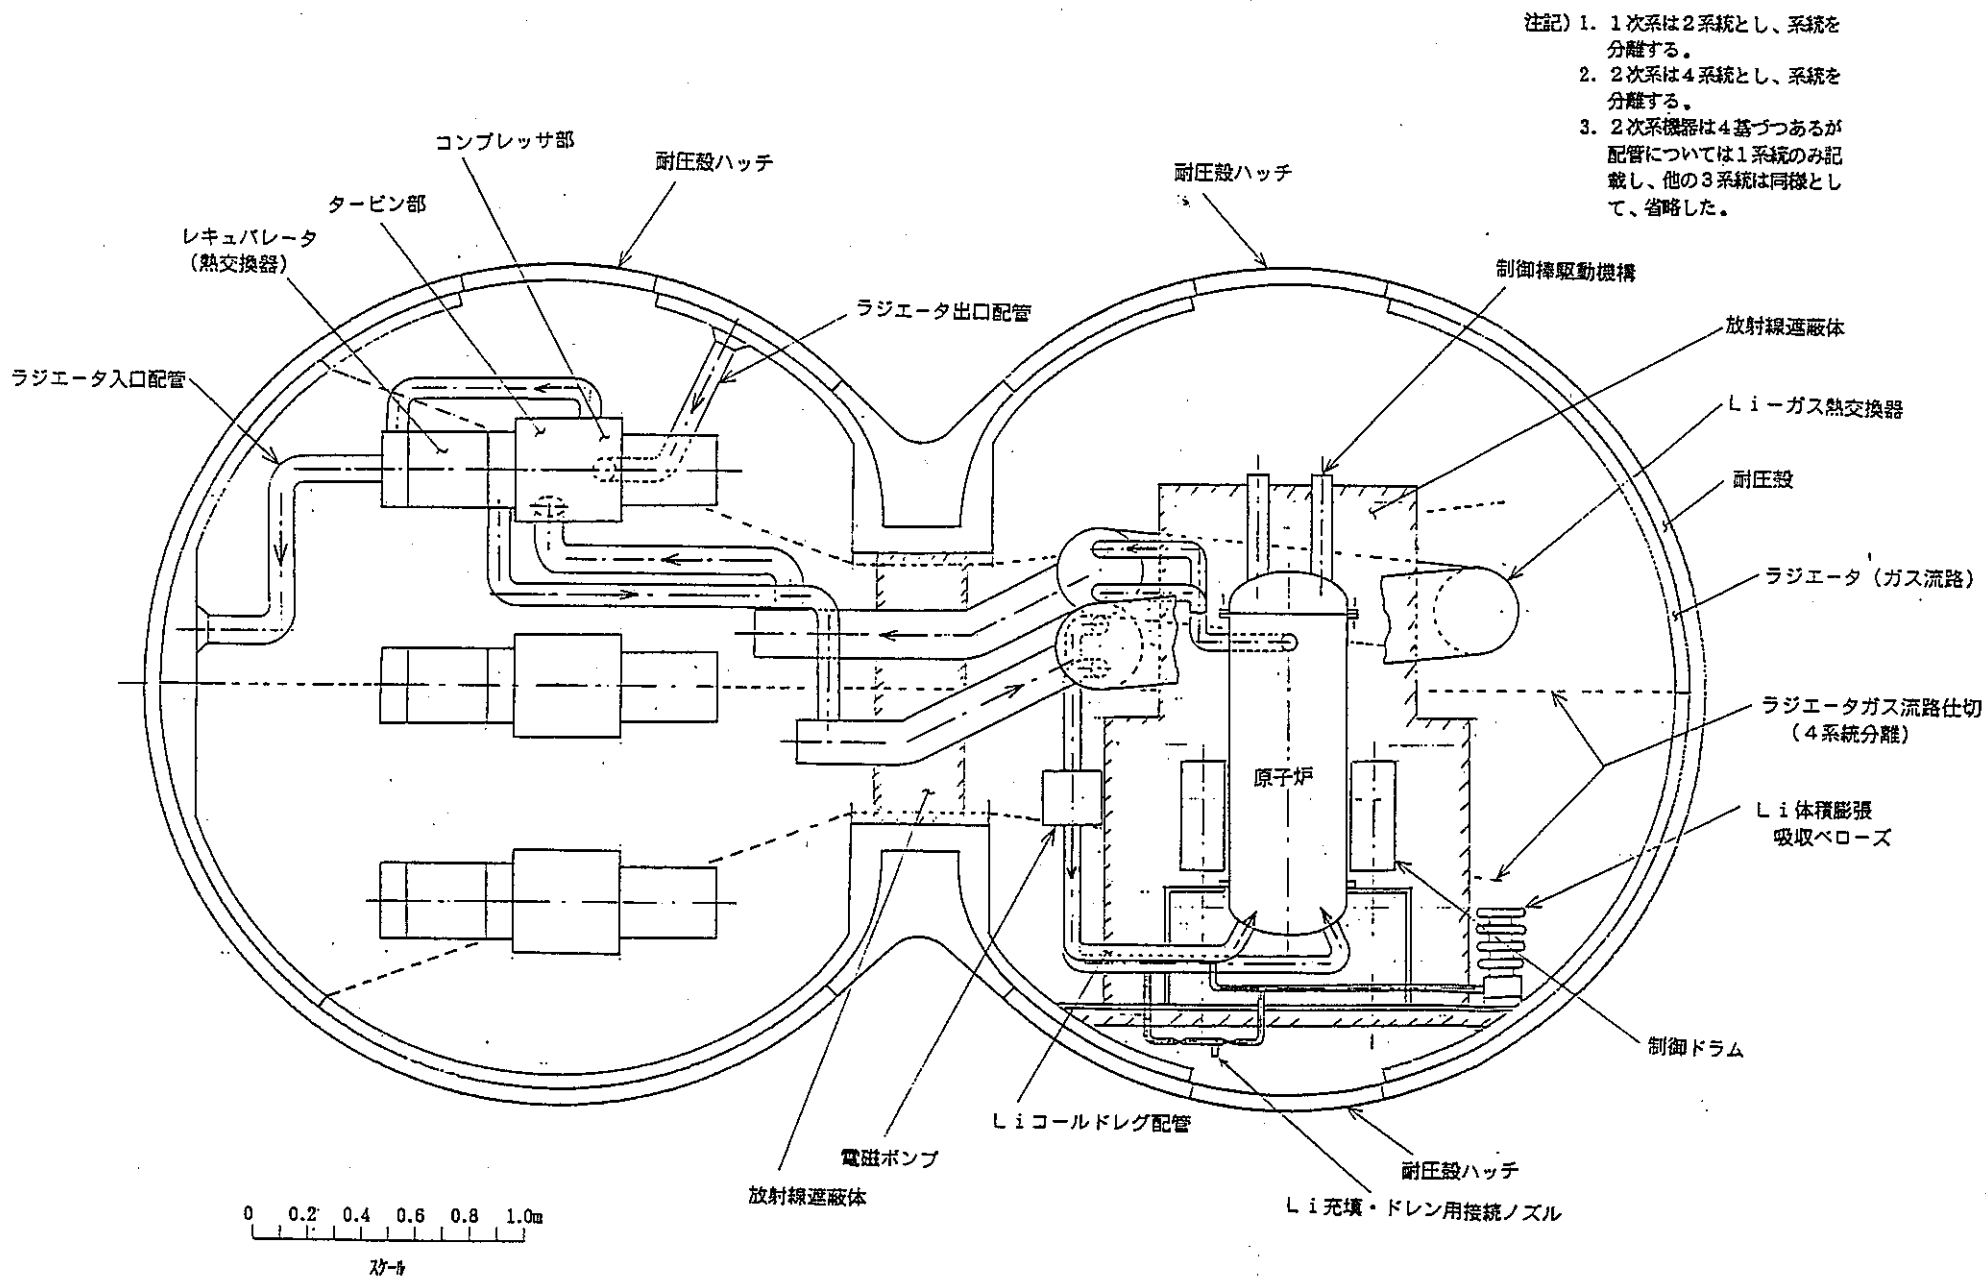 注記) 1. 1次系は2系統とし、系統を
分離する。
2. 2次系は4系統とし、系統を
分離する。
3. 2次系機器は4基づつあるが
配管については1系統のみ記
載し、他の3系統は同様とし
て、省略した。
コンプレッサ部
耐圧殻ハッチ
耐圧殻ハッチ
タービン部
レキュパレータ
(熱交換器)
制御棒駆動機構
ラジエータ出口配管
放射線遮蔽体
ラジエータ入口配管
Li-ガス熱交換器
耐圧殻
ラジエータ(ガス流路)
ラジエータガス流路仕切
(4系統分離)
原子炉
Li体積膨張
吸収ベローズ
制御ドラム
Liコールドレグ配管
電磁ポンプ
放射線遮蔽体
耐圧殻ハッチ
Li充填・ドレン用接続ノズル
0 0.2 0.4 0.6 0.8 1.0m
スケール